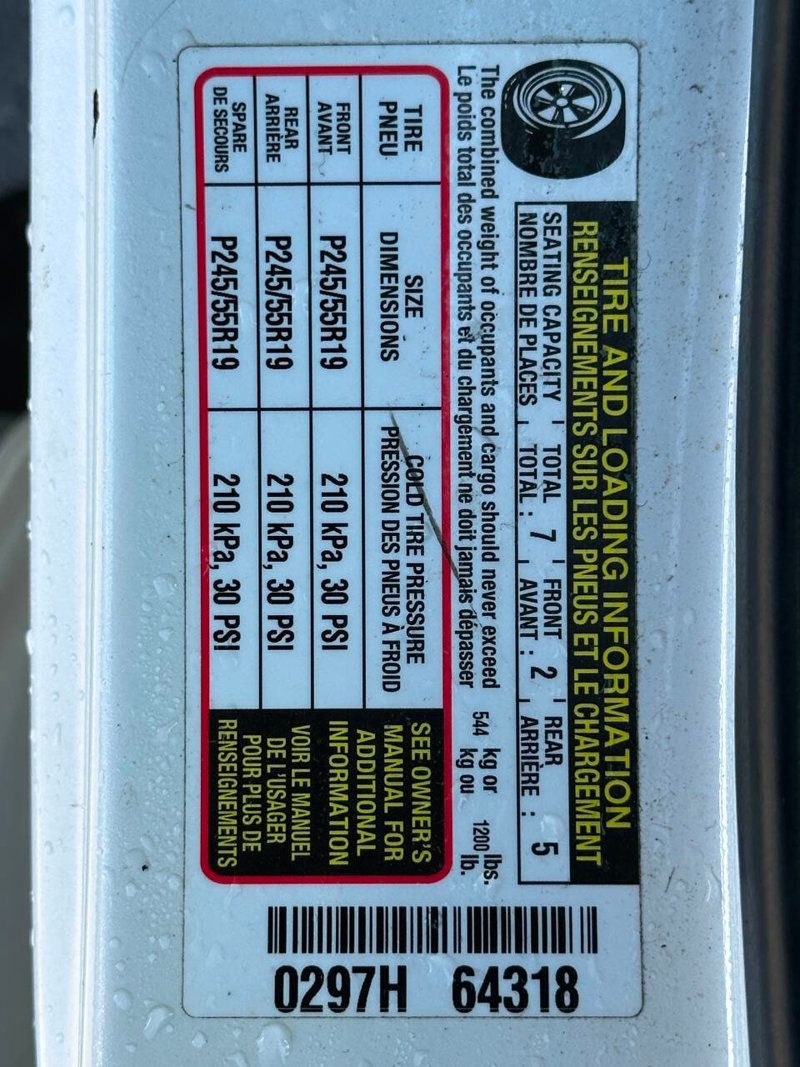 TIRE AND LOADING INFORMATION
RENSEIGNEMENTS SUR LES PNEUS ET LE CHARGEMENT
SEATING CAPACITY TOTAL 7 FRONT 2 REAR 5
NOMBRE DE PLACES TOTAL : AVANT : ARRIÈRE :
The combined weight of occupants and cargo should never exceed 544 kg or 1200 lbs.
Le poids total des occupants et du chargement ne doit jamais dépasser kg ou lb.
TIRE SIZE COLD TIRE PRESSURE
PNEU DIMENSIONS PRESSION DES PNEUS À FROID
FRONT
AVANT P245/55R19 210 kPa, 30 PSI
REAR
ARRIÈRE P245/55R19 210 kPa, 30 PSI
SPARE
DE SECOURS P245/55R19 210 kPa, 30 PSI
SEE OWNER'S
MANUAL FOR
ADDITIONAL
INFORMATION
VOIR LE MANUEL
DE L'USAGER
POUR PLUS DE
RENSEIGNEMENTS
0297H 64318